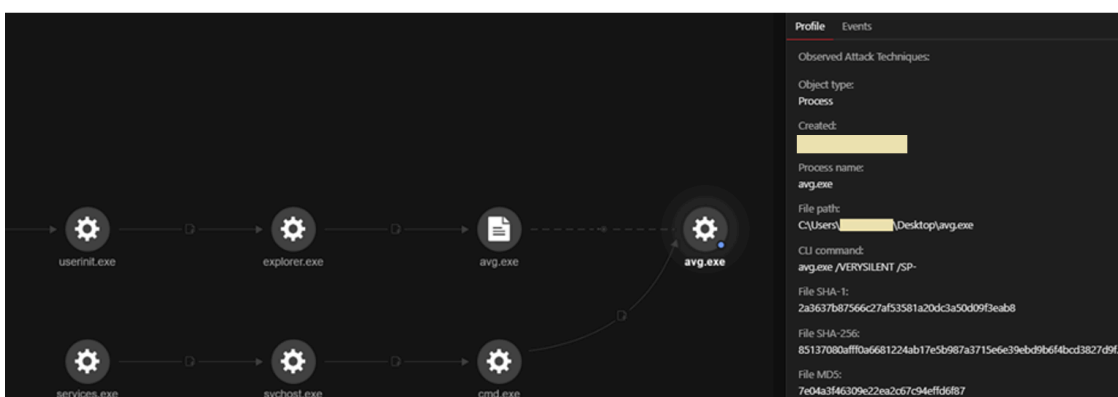 Profile Events
Observed Attack Techniques:
Object type:
Process
Created:
Process name:
avg.exe
File path:
C:\Users\ \Desktop\avg.exe
CLI command:
avg.exe /VERYSILENT /SP-
File SHA-1:
2a3637b87566c27af53581a20dc3a50d09f3eab8
File SHA-256:
85137080afff0a6681224ab17e5b987a3715e6e39ebd9b6f4bcd3827d9f.
File MD5:
7e04a3f46309e22ea2c67c94effd6f87
userinit.exe
explorer.exe
avg.exe
avg.exe
services.exe
svchost.exe
cmd.exe